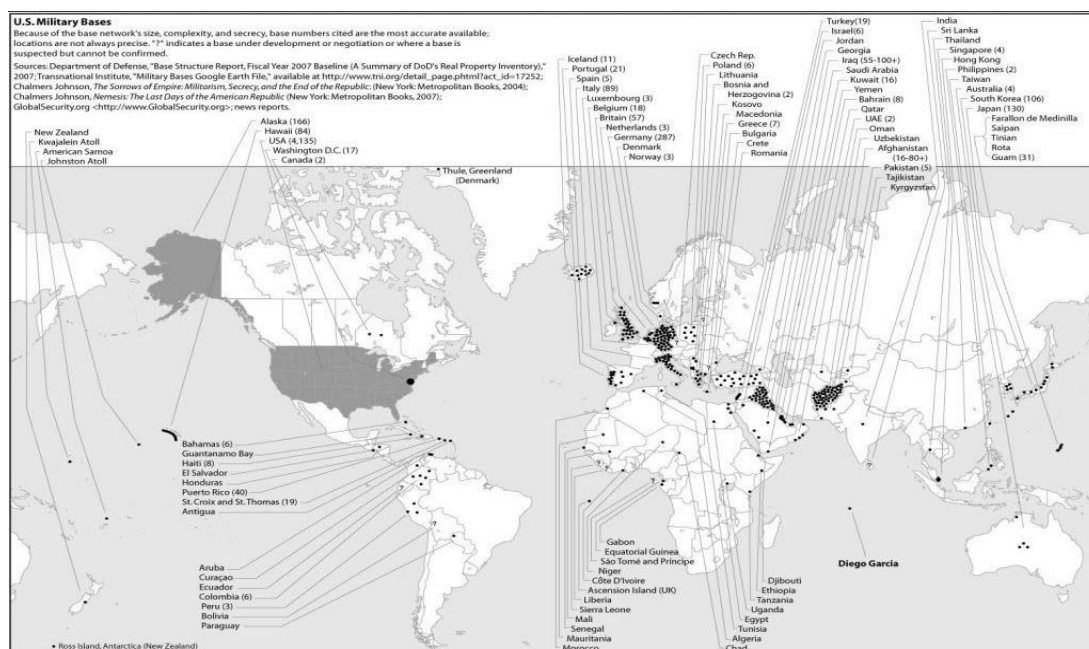 U.S. Military Bases
Because of the base network's size, complexity, and secrecy, base numbers cited are the most accurate available;
locations are not always precise. "?" indicates a base under development or negotiation or where a base is
suspected but cannot be confirmed.
Sources: Department of Defense, "Base Structure Report, Fiscal Year 2007 Baseline (A Summary of DoD's Real Property Inventory),"
2007; Transnational Institute, "Military Bases Google Earth File," available at http://www.tni.org/detail_page.phtml?act_id=17252;
Chalmers Johnson, The Sorrows of Empire: Militarism, Secrecy, and the End of the Republic: (New York: Metropolitan Books, 2004);
Chalmers Johnson, Nemesis: The Last Days of the American Republic (New York: Metropolitan Books, 2007);
GlobalSecurity.org <http://www.GlobalSecurity.org>; news reports.
New Zealand
Kwajalein Atoll
American Samoa
Johnston Atoll
Alaska (166)
Hawaii (84)
USA (4,135)
Washington D.C. (17)
Canada (2)
Thule, Greenland
(Denmark)
Iceland (11)
Portugal (21)
Spain (5)
Italy (89)
Luxembourg (3)
Belgium (18)
Britain (57)
Netherlands (3)
Germany (287)
Denmark
Norway (3)
Czech Rep.
Poland (6)
Lithuania
Bosnia and
Herzogovina (2)
Kosovo
Macedonia
Greece (7)
Bulgaria
Crete
Romania
Turkey(19)
Israel(6)
Jordan
Georgia
Iraq (55-100+)
Saudi Arabia
Kuwait (16)
Yemen
Bahrain (8)
Qatar
UAE (2)
Oman
Uzbekistan
Afghanistan
(16-80+)
Pakistan (5)
Tajikistan
Kyrgyzstan
India
Sri Lanka
Thailand
Singapore (4)
Hong Kong
Philippines (2)
Taiwan
Australia (4)
South Korea (106)
Japan (130)
Farallon de Medinilla
Saipan
Tinian
Rota
Guam (31)
Bahamas (6)
Guantanamo Bay
Haiti (8)
El Salvador
Honduras
Puerto Rico (40)
St. Croix and St. Thomas (19)
Antigua
Aruba
Curaçao
Ecuador
Colombia (6)
Peru (3)
Bolivia
Paraguay
?
?
?
?
?
?
?
Gabon
Equatorial Guinea
São Tomé and Príncipe
Niger
Côte D'Ivoire
Ascension Island (UK)
Liberia
Sierra Leone
Mali
Senegal
Mauritania
Morocco
Djibouti
Ethiopia
Tanzania
Uganda
Egypt
Tunisia
Algeria
Chad
Diego Garcia
Ross Island, Antarctica (New Zealand)